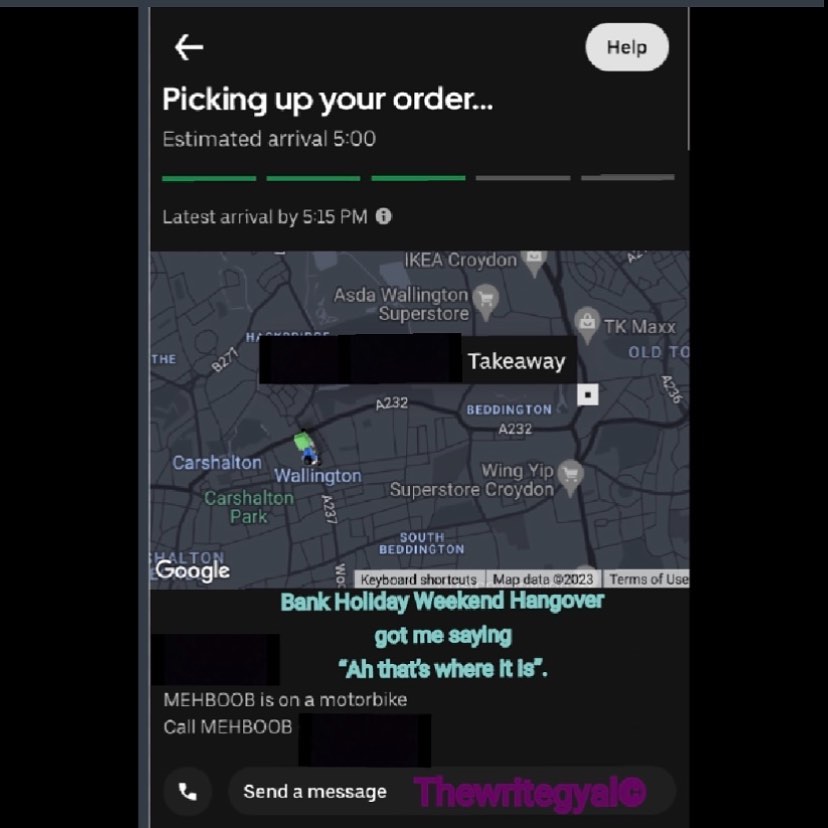 Help
Picking up your order...
Estimated arrival 5:00
Latest arrival by 5:15 PM
IKEA Croydon
Asda Wallington
Superstore
TK Maxx
HACKBRIDGE
THE
B271
OLD TO
Takeaway
A232
A236
BEDDINGTON
A232
Carshalton
Wallington
Wing Yip
Superstore Croydon
Carshalton
Park
A237
SOUTH
BEDDINGTON
SHALTON
Google
Keyboard shortcuts
Map data ©2023
Terms of Use
Bank Holiday Weekend Hangover
got me saying
“Ah that’s where it is”.
MEHBOOB is on a motorbike
Call MEHBOOB
Send a message
Thewritegyal©